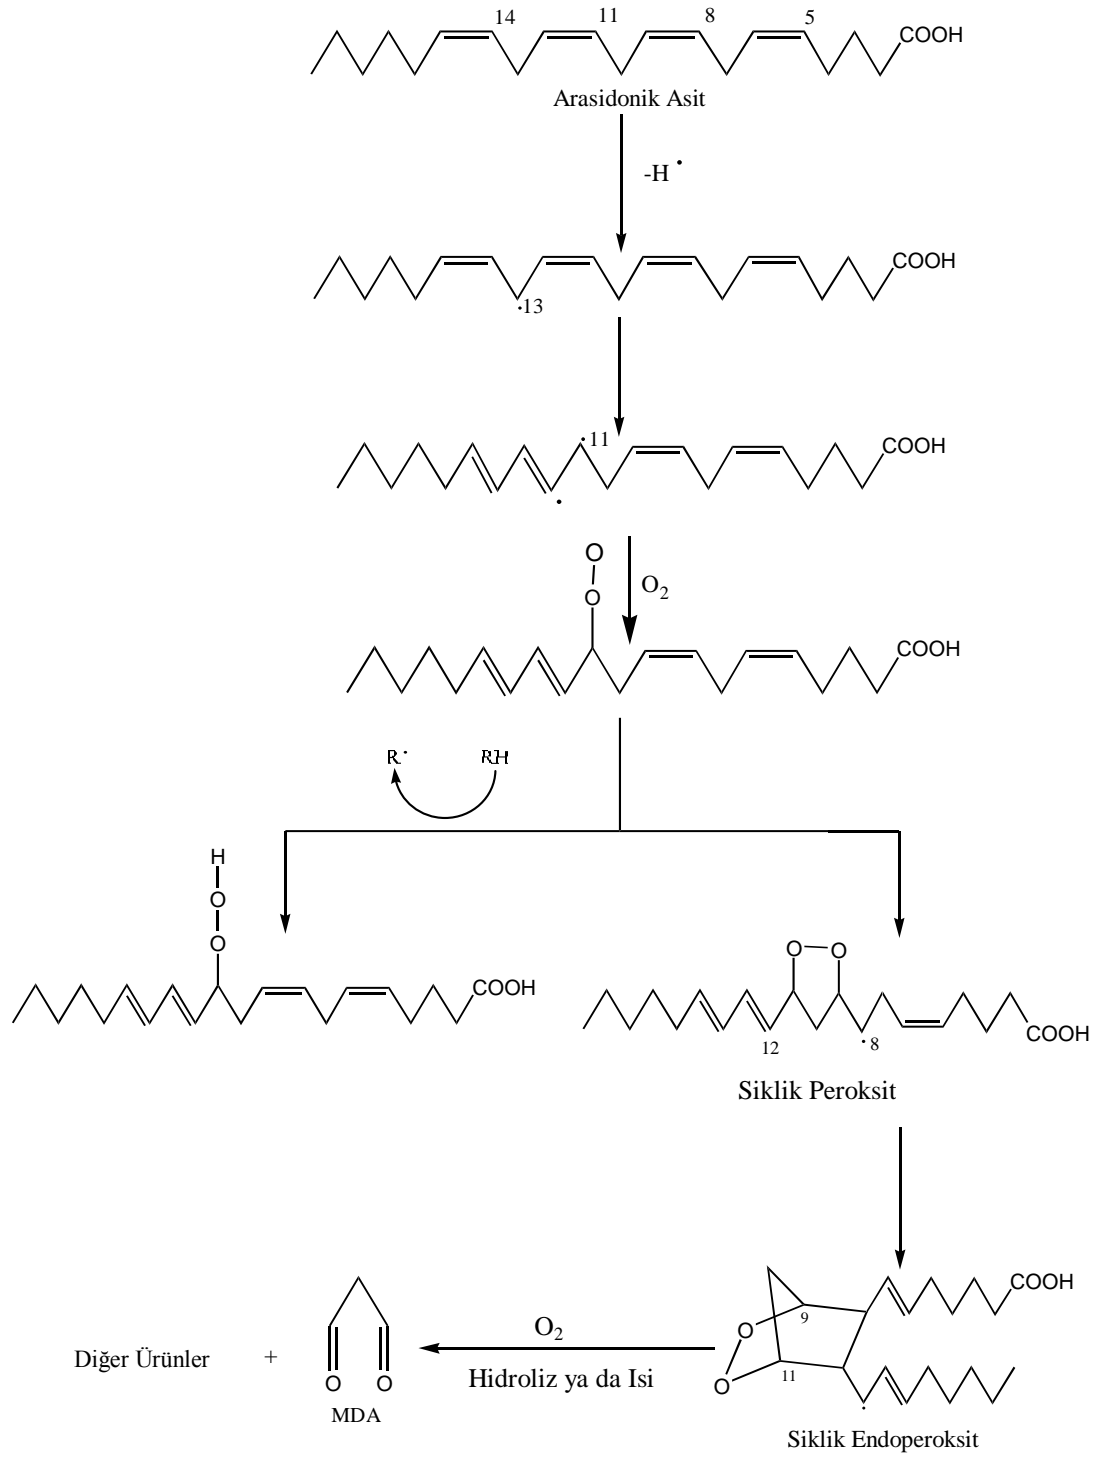 14 11 8 5
COOH
Arasidonik Asit
-H •
COOH
•13
•11
COOH
•
O
O
O2
COOH
R• RH
H
O
O
COOH
O O
12 •8
COOH
Siklik Peroksit
COOH
9
O
11
O
•
Siklik Endoperoksit
O2
Hidroliz ya da Isi
Diğer Ürünler +
O O
MDA